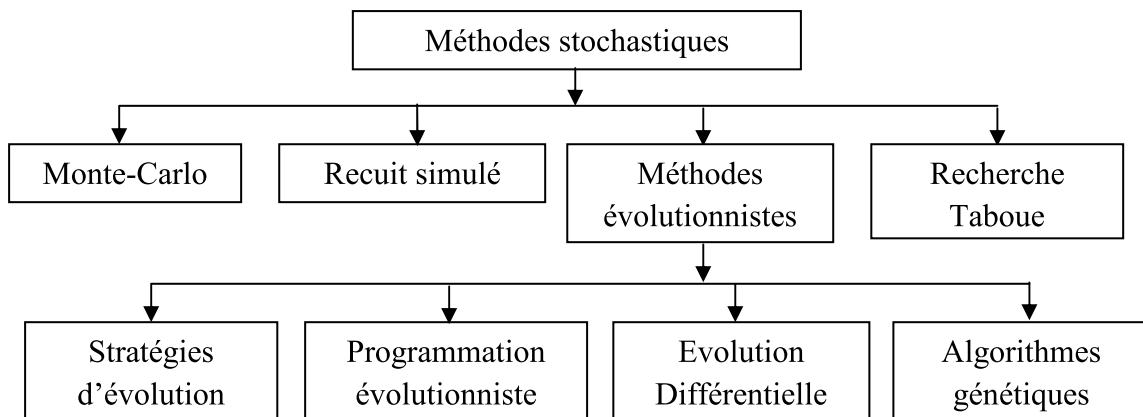 Méthodes stochastiques
Monte-Carlo
Recuit simulé
Méthodes
évolutionnistes
Recherche
Taboue
Stratégies
d’évolution
Programmation
évolutionniste
Evolution
Différentielle
Algorithmes
génétiques